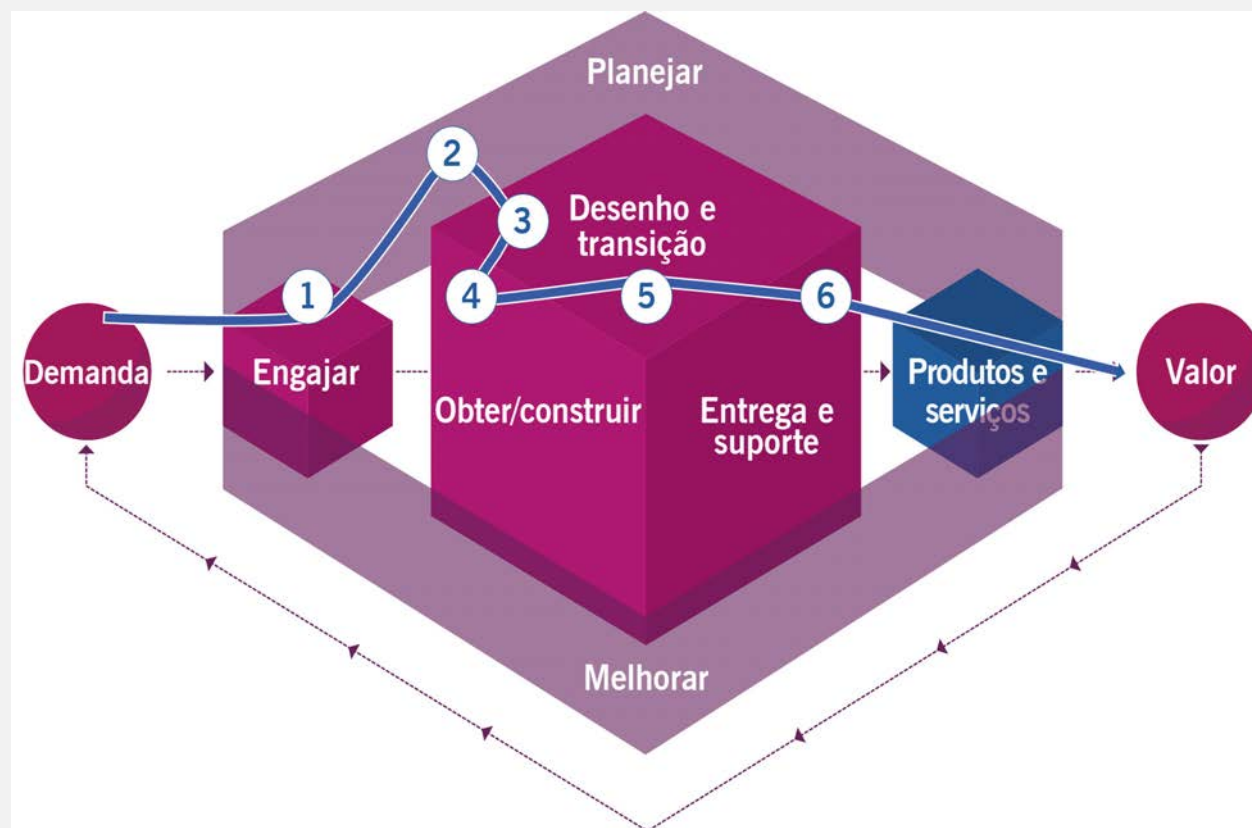 Planejar
2
3
Desenho e
transição
1
4
5
6
Demanda
Engajar
Obter/construir
Entrega e
suporte
Produtos e
serviços
Valor
Melhorar